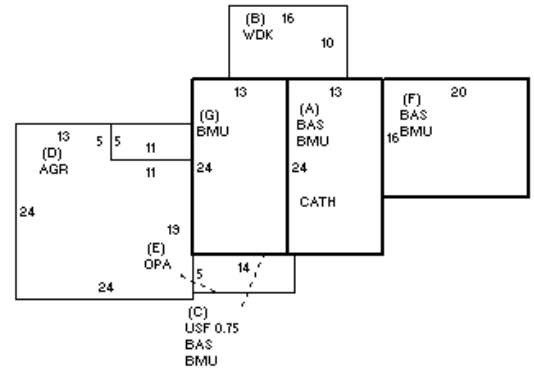 (B) 16
WDK
10
13
(G)
BMU
24
13
(A)
BAS
BMU
24
CATH
20
(F)
BAS
BMU
16
13
(D)
AGR
5
5
11
11
24
19
24
(E)
OPA
5
14
(C)
USF 0.75
BAS
BMU